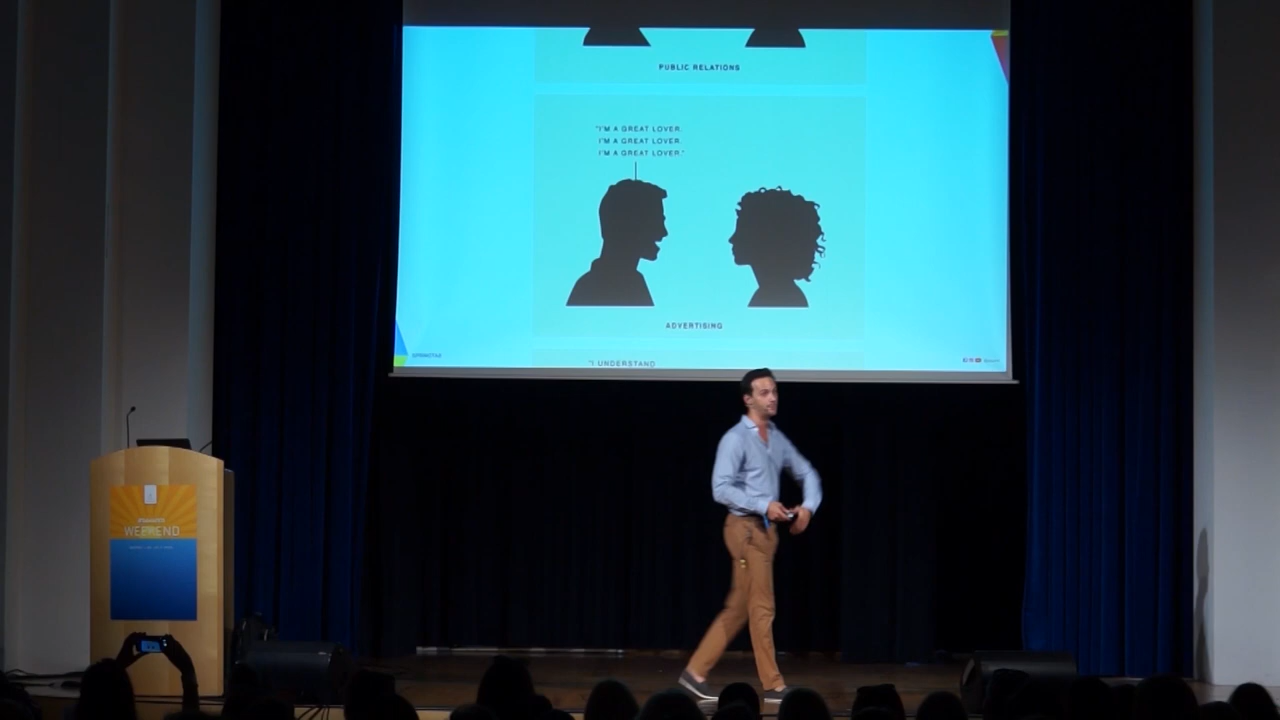 PUBLIC RELATIONS
"I'M A GREAT LOVER.
I'M A GREAT LOVER.
I'M A GREAT LOVER."
ADVERTISING
"I UNDERSTAND
WEEKEND